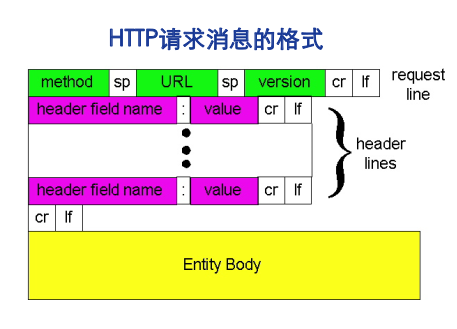 HTTP请求消息的格式
method sp URL sp version cr lf request line
header field name : value cr lf
header lines
header field name : value cr lf
cr lf
Entity Body